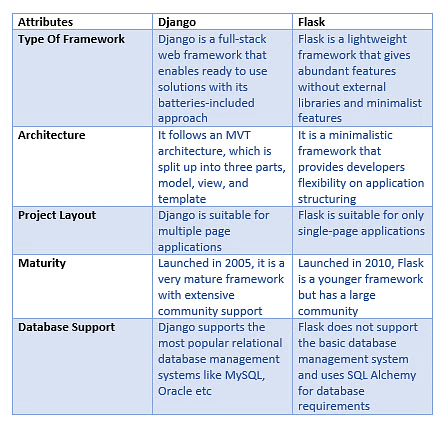 Attributes Django Flask
Type Of Framework Django is a full-stack Flask is a lightweight
web framework that framework that gives
enables ready to use abundant features
solutions with its without external
batteries-included libraries and minimalist
approach features
Architecture It follows an MVT It is a minimalistic
architecture, which is framework that
split up into three parts, provides developers
model, view, and flexibility on application
template structuring
Project Layout Django is suitable for Flask is suitable for only
multiple page single-page applications
applications
Maturity Launched in 2005, it is a Launched in 2010, Flask
very mature framework is a younger framework
with extensive but has a large
community support community
Database Support Django supports the Flask does not support
most popular relational the basic database
database management management system
systems like MySQL, and uses SQL Alchemy
Oracle etc for database
requirements